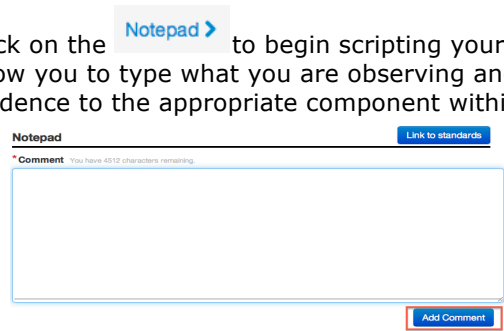 ck on the Notepad > to begin scripting your
ow you to type what you are observing an
dence to the appropriate component withi
Notepad Link to standards
*Comment You have 4512 characters remaining.
Add Comment